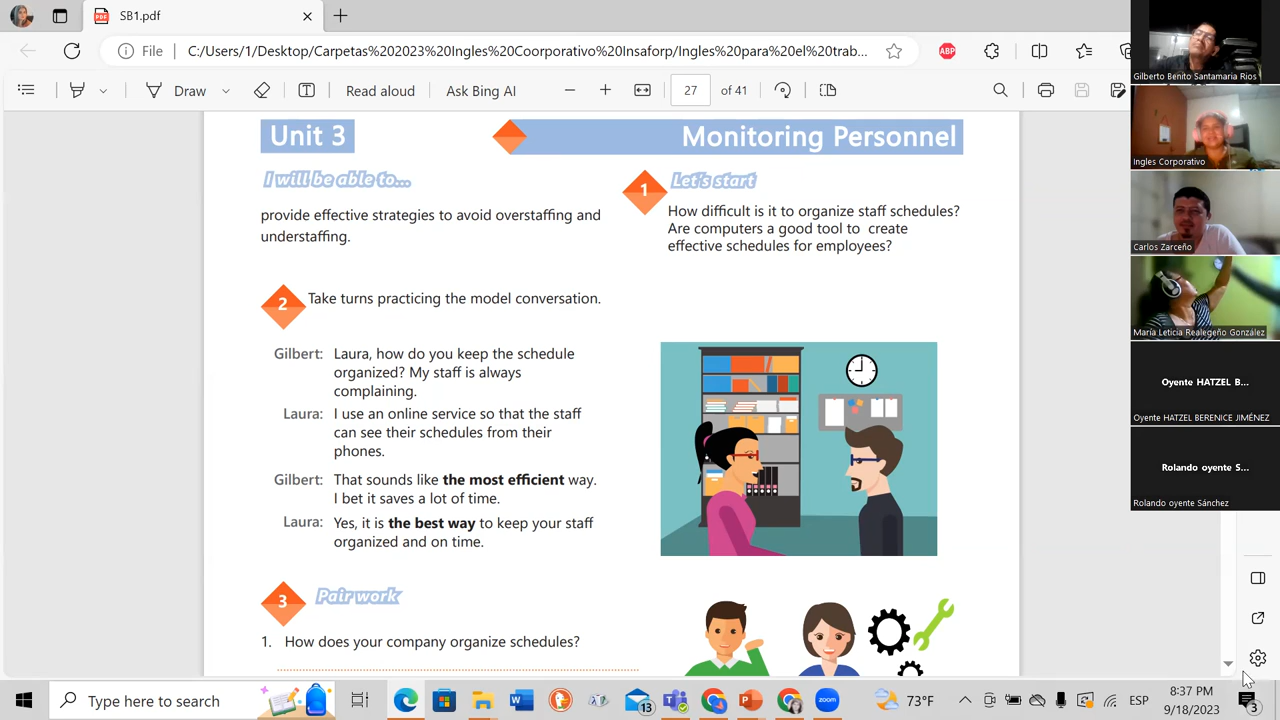 SB1.pdf
File
C:/Users/1/Desktop/Carpetas%202023%20Ingles%20Cooperativo%20Insaforp/Ingles%20para%20el%20trab...
ABP
Draw
Read aloud
Ask Bing AI
27
of 41
Unit 3
Monitoring Personnel
I will be able to...
provide effective strategies to avoid overstaffing and
understaffing.
1
Let's start
How difficult is it to organize staff schedules?
Are computers a good tool to create
effective schedules for employees?
2
Take turns practicing the model conversation.
Gilbert: Laura, how do you keep the schedule
organized? My staff is always
complaining.
Laura: I use an online service so that the staff
can see their schedules from their
phones.
Gilbert: That sounds like the most efficient way.
I bet it saves a lot of time.
Laura: Yes, it is the best way to keep your staff
organized and on time.
3
Pair work
1. How does your company organize schedules?
Gilberto Benito Santamaria Rios
Ingles Corporativo
Carlos Zarceño
María Leticia Realegeño González
Oyente HATZEL B...
Oyente HATZEL BERENICE JIMÉNEZ
Rolando oyente S...
Rolando oyente Sánchez
Type here to search
13
zoom
73°F
ESP
8:37 PM
9/18/2023
3